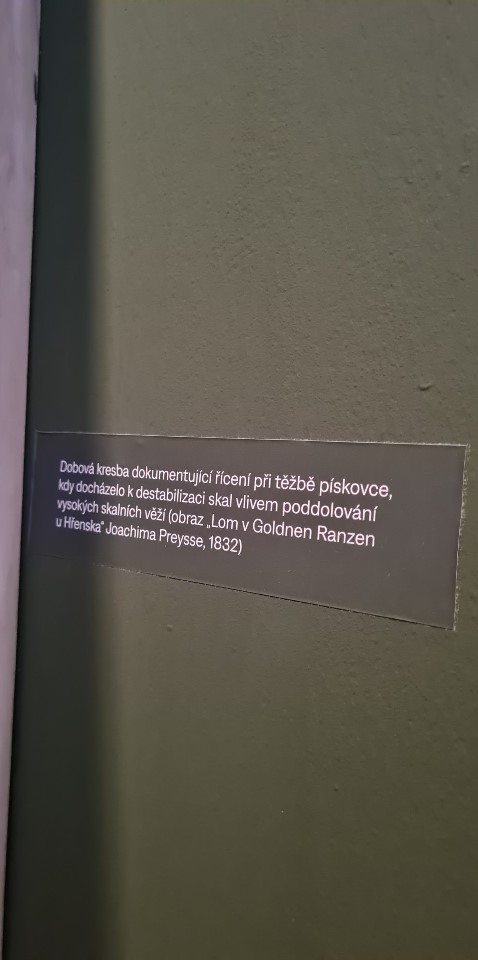 Dobová kresba dokumentující řícení při těžbě pískovce,
kdy docházelo k destabilizaci skal vlivem poddolování
vysokých skalních věží (obraz „Lom v Goldnen Ranzen
u Hřenska“ Joachima Preysse, 1832)